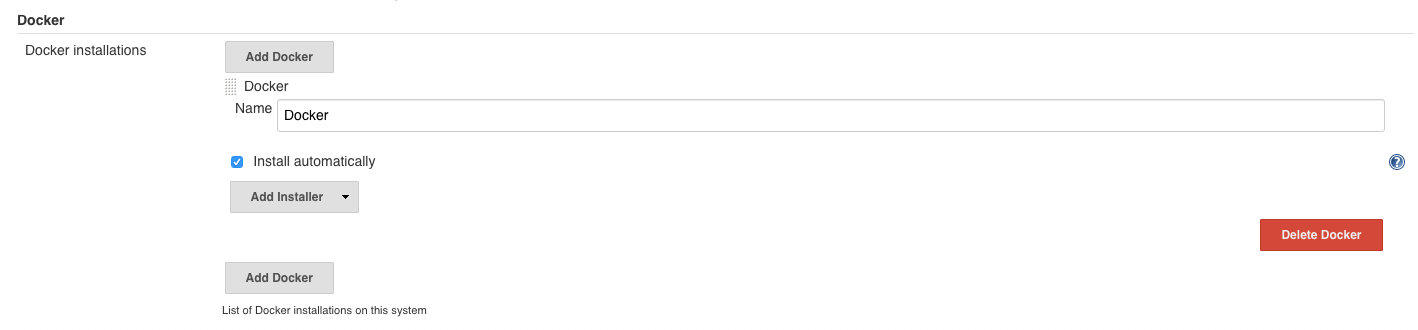 Docker
Docker installations
Add Docker
Docker
Name Docker
Install automatically
?
Add Installer
Delete Docker
Add Docker
List of Docker installations on this system